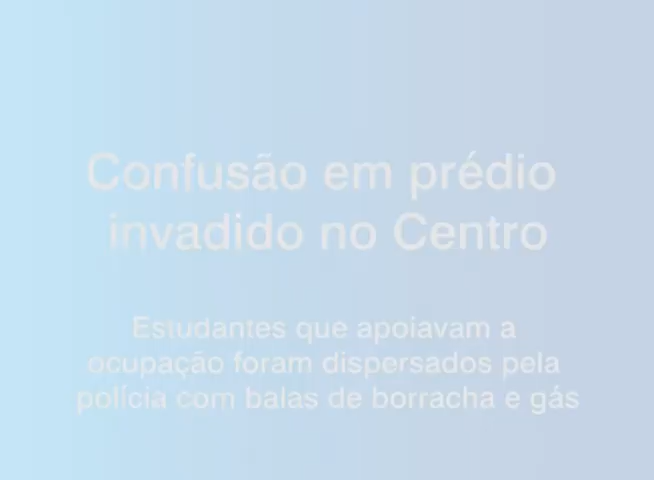 Confusão em prédio
invadido no Centro
Estudantes que apoiavam a
ocupação foram dispersados pela
polícia com balas de borracha e gás